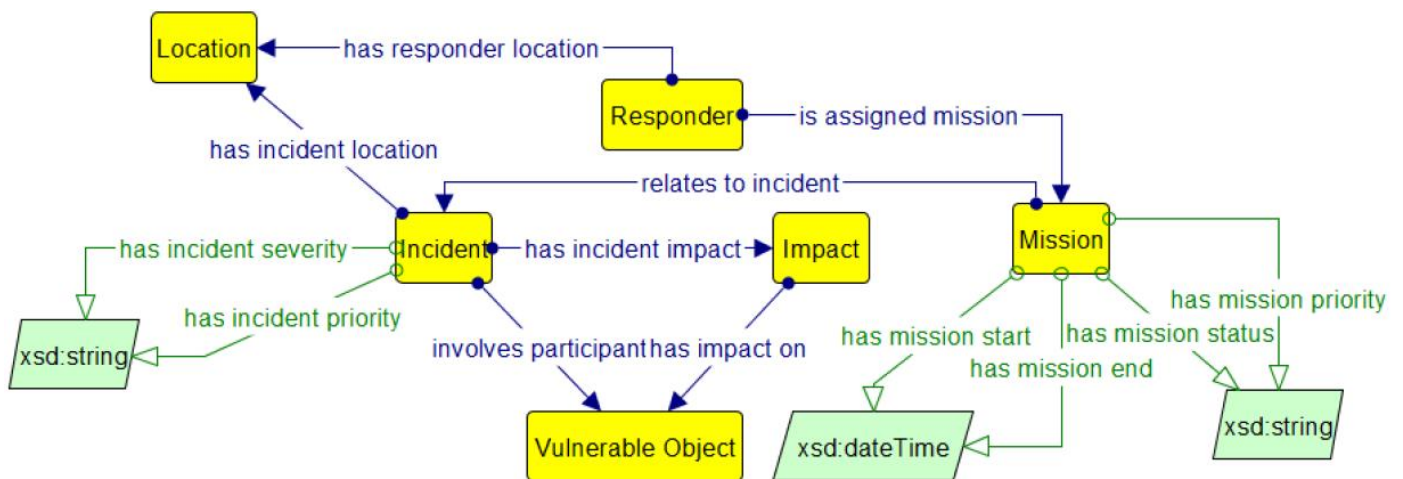 Location
has responder location
Responder
is assigned mission
has incident location
relates to incident
Incident
has incident impact
Impact
Mission
has incident severity
has incident priority
xsd:string
involves participant
has impact on
Vulnerable Object
has mission start
has mission end
has mission status
has mission priority
xsd:dateTime
xsd:string